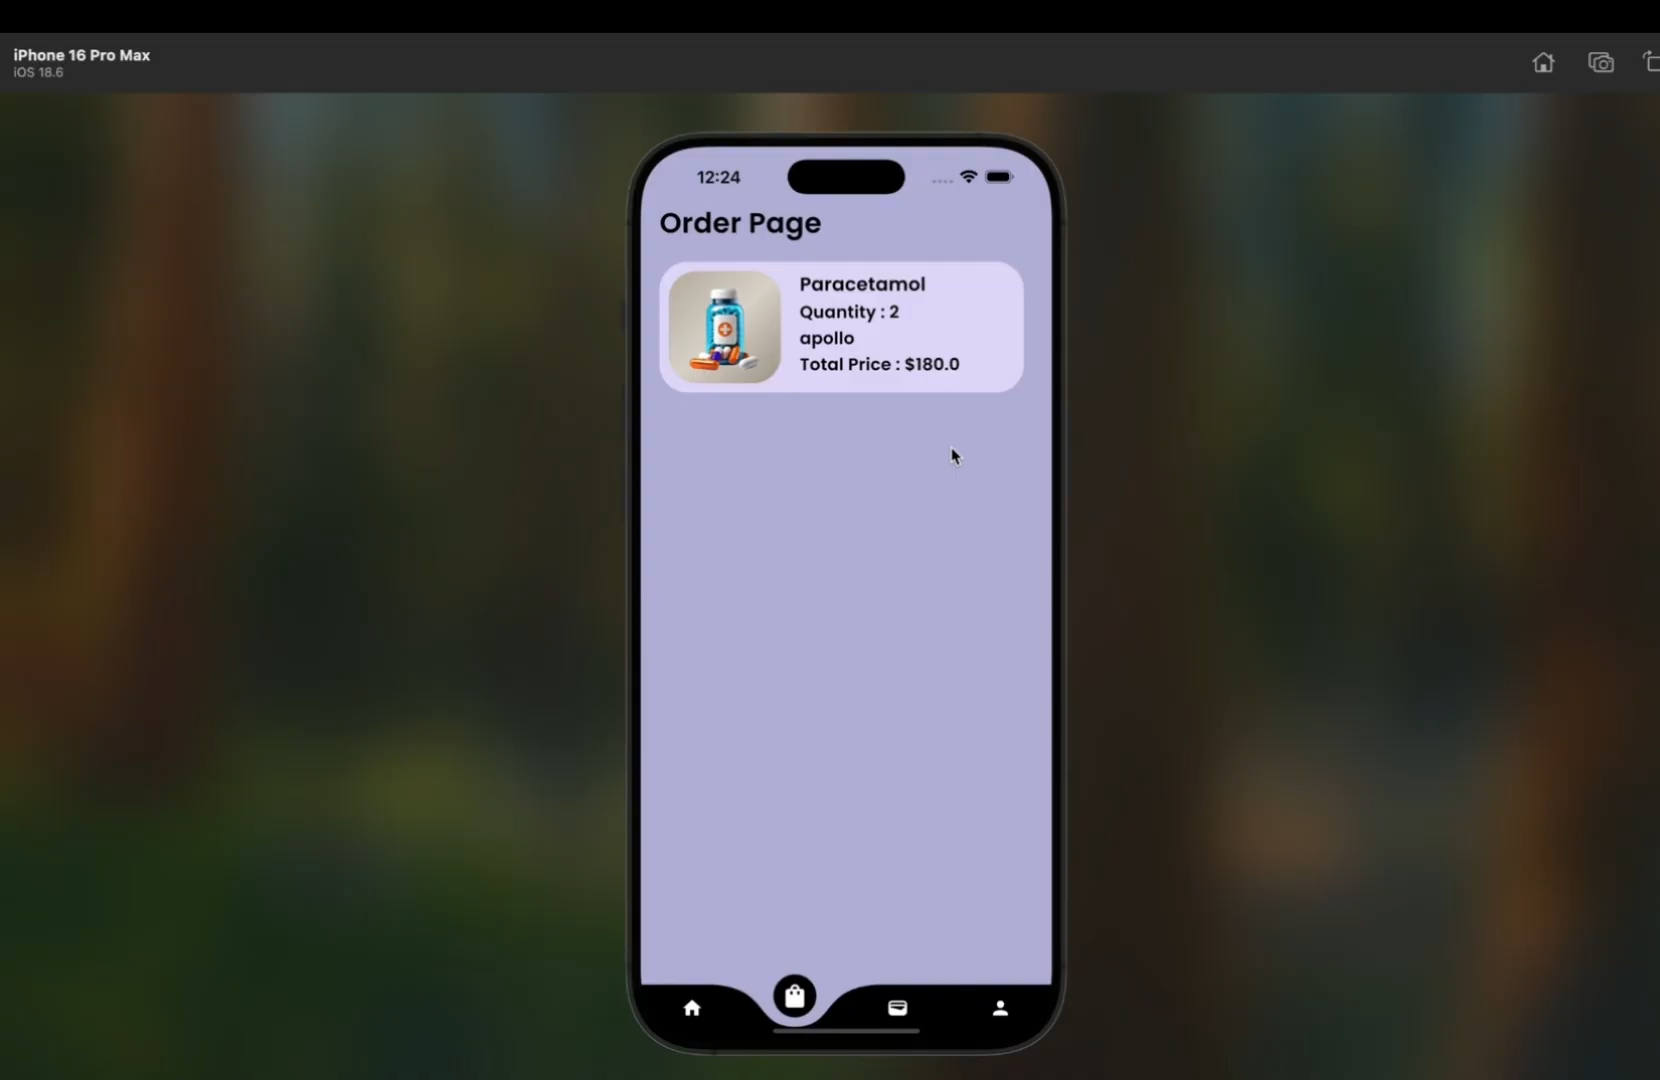 iPhone 16 Pro Max
iOS 18.6
12:24
Order Page
Paracetamol
Quantity : 2
apollo
Total Price : $180.0